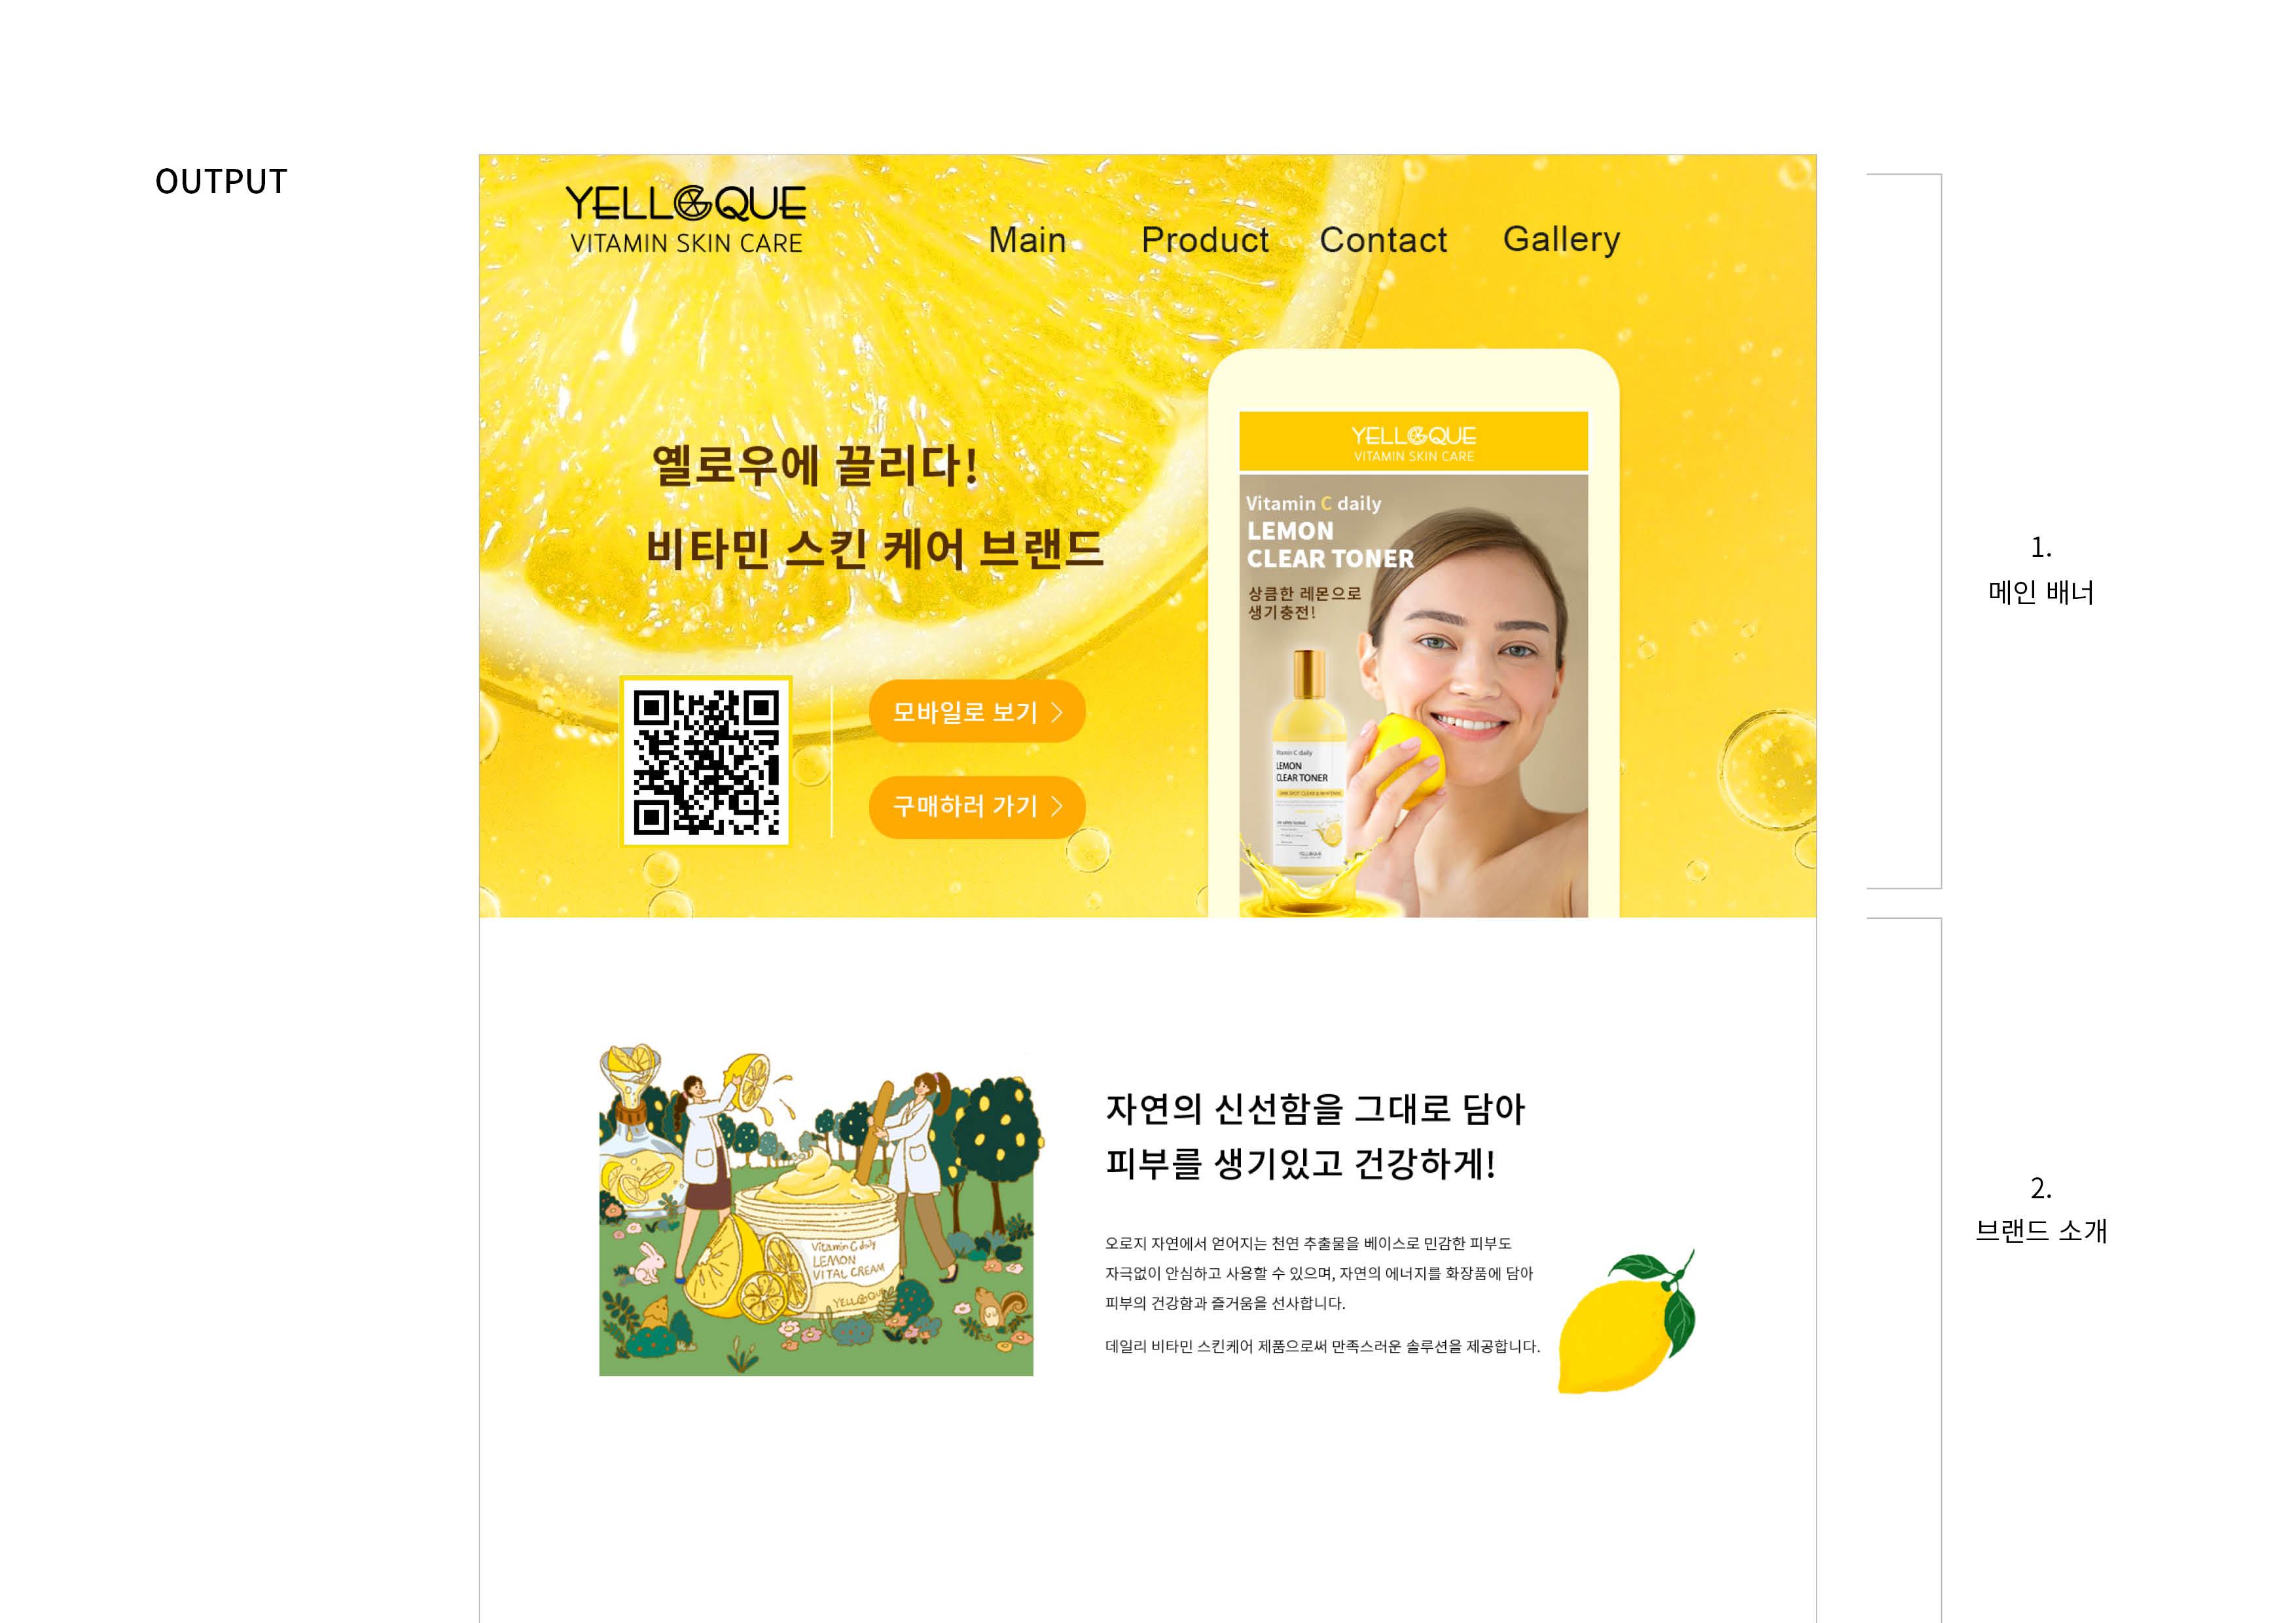 OUTPUT
YELLOQUE
VITAMIN SKIN CARE
Main Product Contact Gallery
옐로우에 끌리다!
비타민 스킨 케어 브랜드
모바일로 보기 >
구매하러 가기 >
YELLOQUE
VITAMIN SKIN CARE
Vitamin C daily
LEMON
CLEAR TONER
상큼한 레몬으로
생기충전!
Vitamin C daily
LEMON
CLEAR TONER
YELLOQUE
1.
메인 배너
Vitamin C daily
LEMON
VITAL CREAM
YELLOQUE
자연의 신선함을 그대로 담아
피부를 생기있고 건강하게!
오로지 자연에서 얻어지는 천연 추출물을 베이스로 민감한 피부도
자극없이 안심하고 사용할 수 있으며, 자연의 에너지를 화장품에 담아
피부의 건강함과 즐거움을 선사합니다.
데일리 비타민 스킨케어 제품으로써 만족스러운 솔루션을 제공합니다.
2.
브랜드 소개